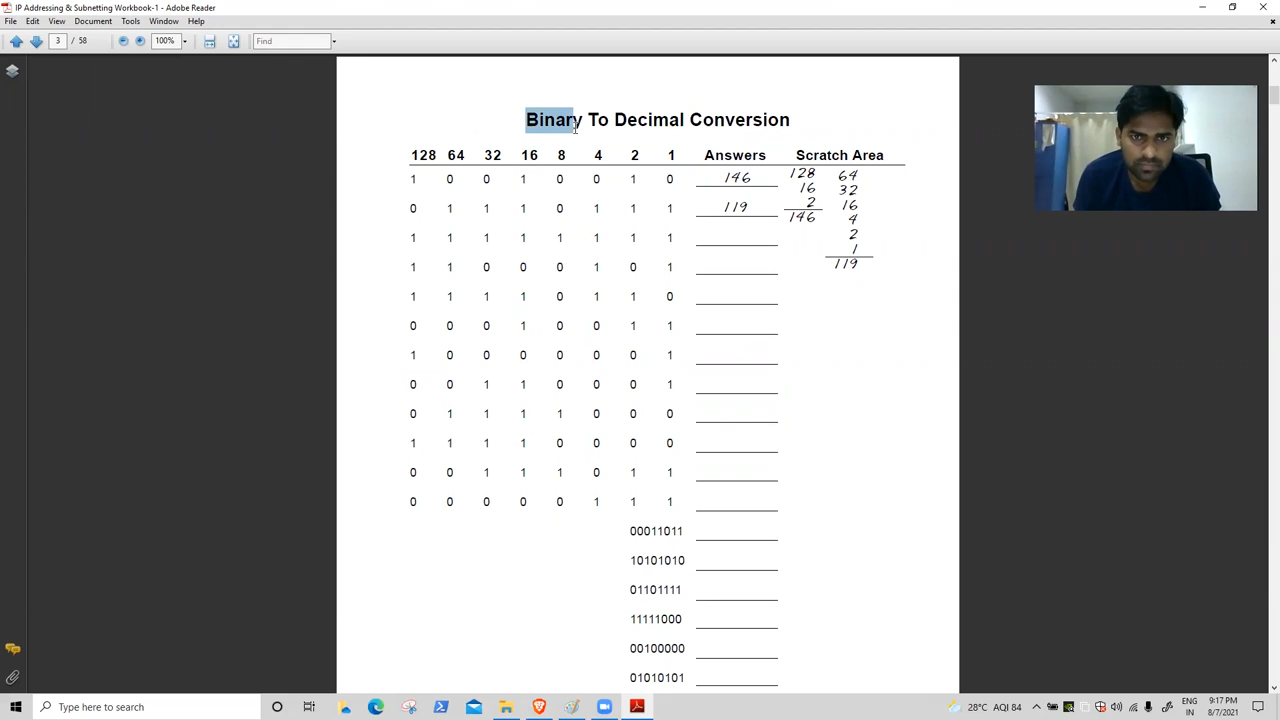 IP Addressing & Subnetting Workbook-1 - Adobe Reader
File Edit View Document Tools Window Help
3 / 58 100% Find
Binary To Decimal Conversion
128 64 32 16 8 4 2 1 Answers Scratch Area
1 0 0 1 0 0 1 0 146 128 64
16 32
0 1 1 1 0 1 1 1 119 2 16
146 4
1 1 1 1 1 1 1 1 2
1
1 1 0 0 0 1 0 1 119
1 1 1 1 0 1 1 0
0 0 0 1 0 0 1 1
1 0 0 0 0 0 0 1
0 0 1 1 0 0 0 1
0 1 1 1 1 0 0 0
1 1 1 1 0 0 0 0
0 0 1 1 1 0 1 1
0 0 0 0 0 1 1 1
00011011
10101010
01101111
11111000
00100000
01010101
Type here to search 28°C AQI 84 ENG 9:17 PM
IN 8/7/2021